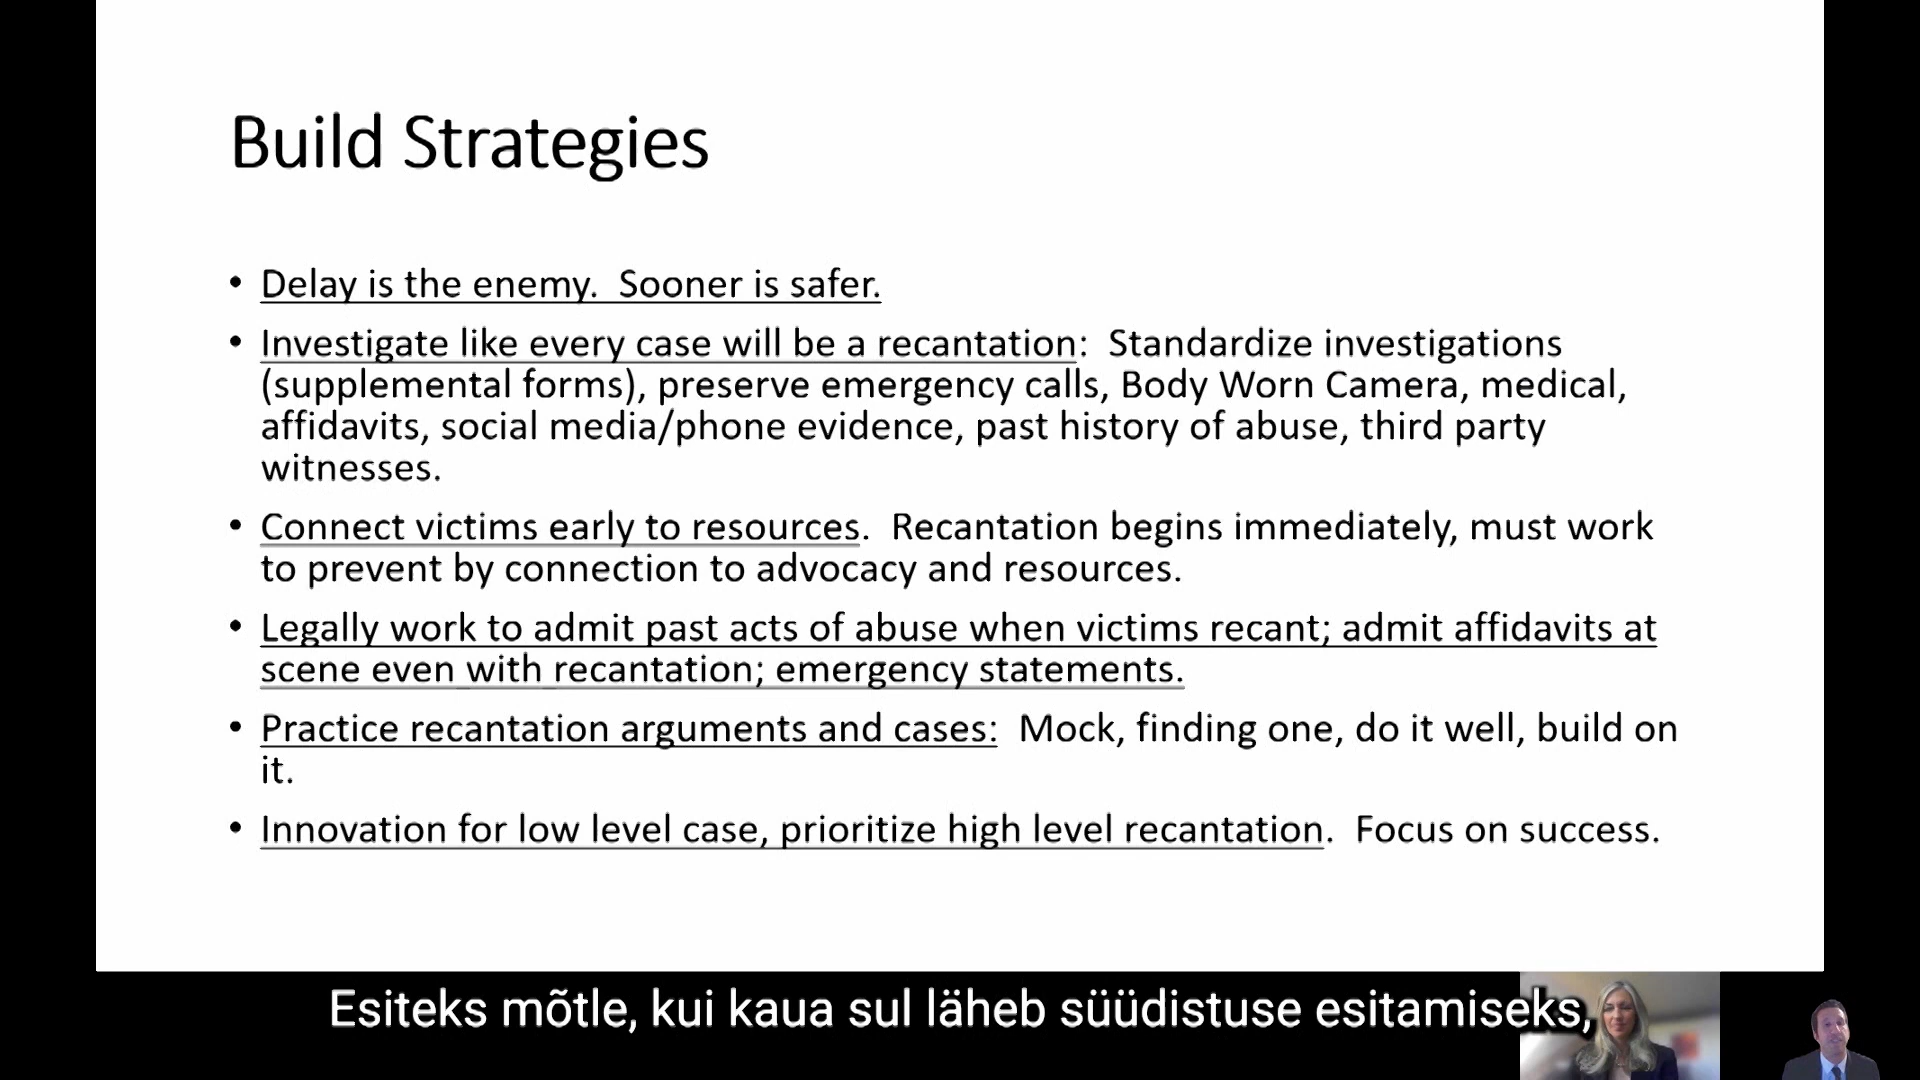 Build Strategies
• Delay is the enemy.  Sooner is safer.
• Investigate like every case will be a recantation:  Standardize investigations
(supplemental forms), preserve emergency calls, Body Worn Camera, medical,
affidavits, social media/phone evidence, past history of abuse, third party
witnesses.
• Connect victims early to resources.  Recantation begins immediately, must work
to prevent by connection to advocacy and resources.
• Legally work to admit past acts of abuse when victims recant; admit affidavits at
scene even with recantation; emergency statements.
• Practice recantation arguments and cases:  Mock, finding one, do it well, build on
it.
• Innovation for low level case, prioritize high level recantation.  Focus on success.
Esiteks mõtle, kui kaua sul läheb süüdistuse esitamiseks,